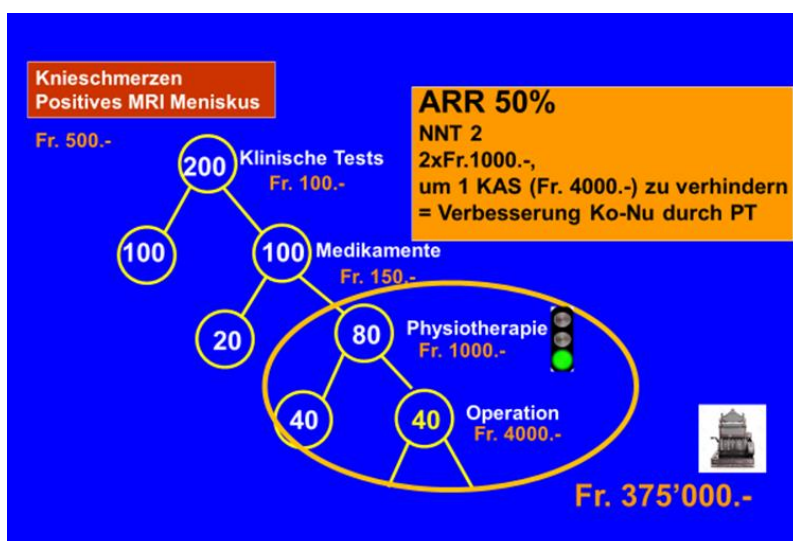 Knieschmerzen
Positives MRI Meniskus
Fr. 500.-
ARR 50%
NNT 2
2xFr.1000.-,
um 1 KAS (Fr. 4000.-) zu verhindern
= Verbesserung Ko-Nu durch PT
200 Klinische Tests
Fr. 100.-
100
100 Medikamente
Fr. 150.-
20
80 Physiotherapie
Fr. 1000.-
40
40 Operation
Fr. 4000.-
Fr. 375'000.-